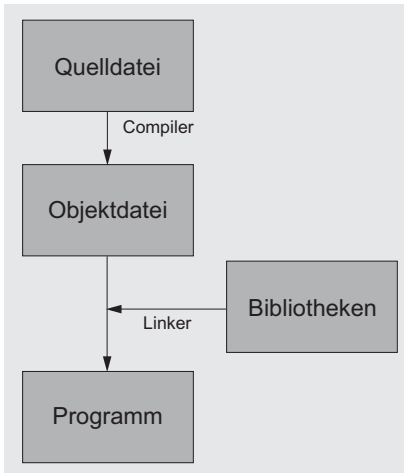 Quelldatei
Compiler
Objektdatei
Bibliotheken
Linker
Programm